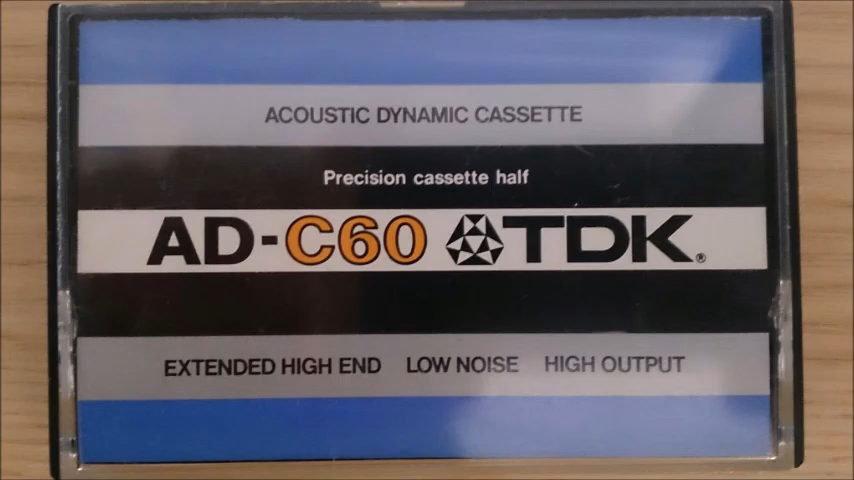 ACOUSTIC DYNAMIC CASSETTE
Precision cassette half
AD-C60 TDK®
EXTENDED HIGH END LOW NOISE HIGH OUTPUT